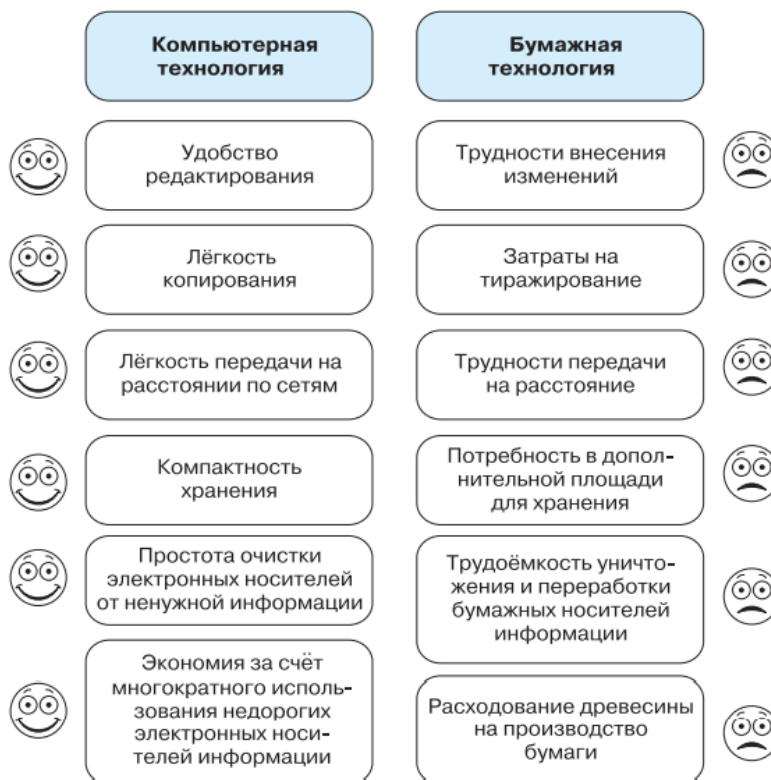 Компьютерная
технология
Бумажная
технология
Удобство
редактирования
Трудности внесения
изменений
Лёгкость
копирования
Затраты на
тиражирование
Лёгкость передачи на
расстоянии по сетям
Трудности передачи
на расстояние
Компактность
хранения
Потребность в допол-
нительной площади
для хранения
Простота очистки
электронных носителей
от ненужной информации
Трудоёмкость уничто-
жения и переработки
бумажных носителей
информации
Экономия за счёт
многократного исполь-
зования недорогих
электронных носи-
телей информации
Расходование древесины
на производство
бумаги